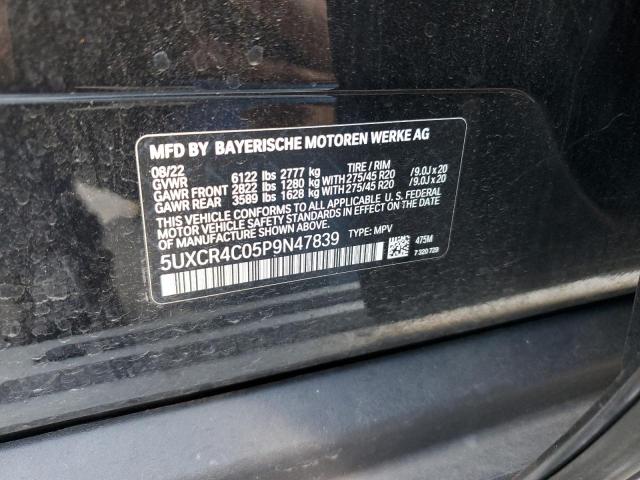 MFD BY BAYERISCHE MOTOREN WERKE AG
08/22 TIRE / RIM
GVWR 6122 lbs 2777 kg
GAWR FRONT 2822 lbs 1280 kg WITH 275/45 R20 /9.0J x 20
GAWR REAR 3589 lbs 1628 kg WITH 275/45 R20 /9.0J x 20
THIS VEHICLE CONFORMS TO ALL APPLICABLE U. S. FEDERAL
MOTOR VEHICLE SAFETY STANDARDS IN EFFECT ON THE DATE
OF MANUFACTURE SHOWN ABOVE.
5UXCR4C05P9N47839 TYPE: MPV
475M
7 320 729